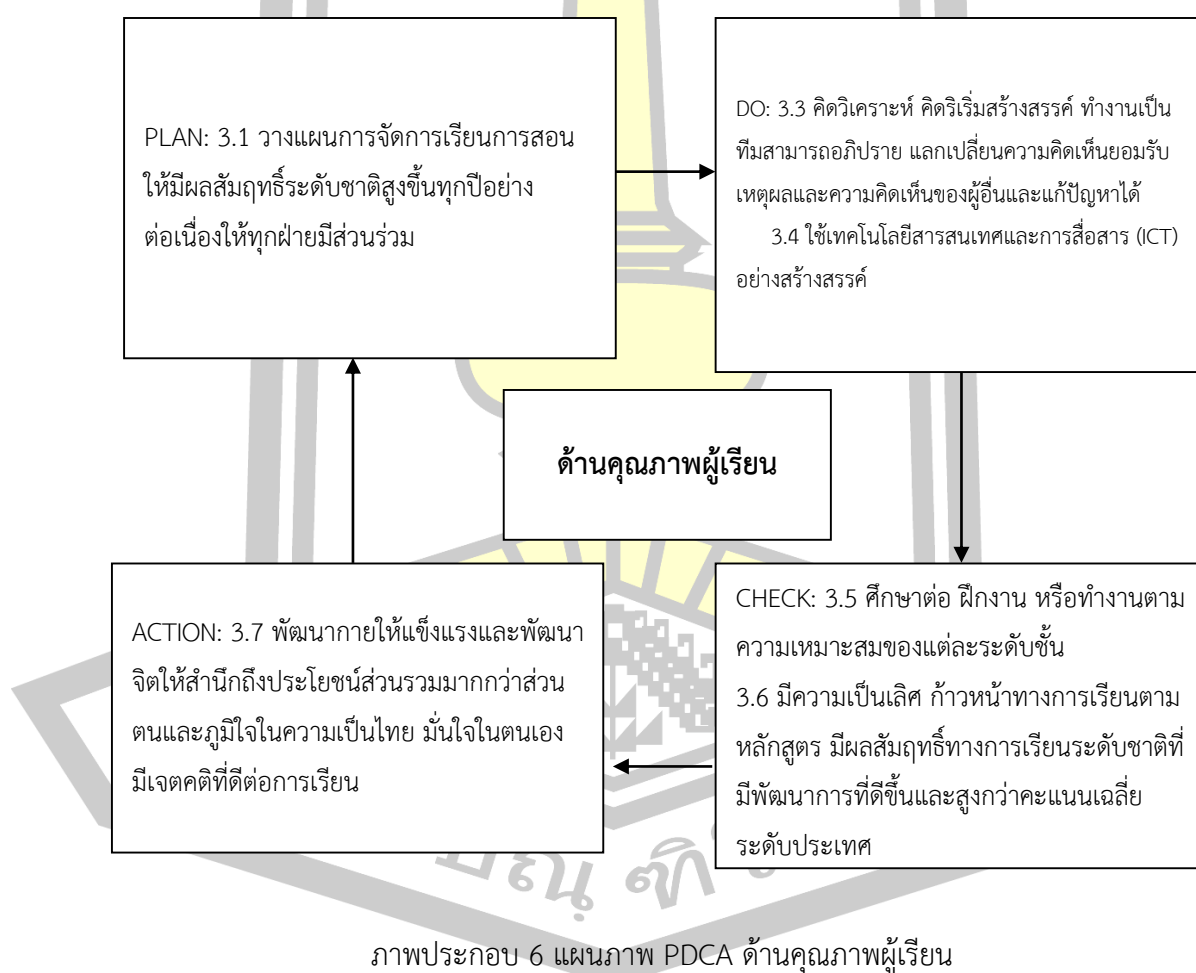 PLAN: 3.1 วางแผนการจัดการเรียนการสอน
ให้มีผลสัมฤทธิ์ระดับชาติสูงขึ้นทุกปีอย่าง
ต่อเนื่องให้ทุกฝ่ายมีส่วนร่วม
DO: 3.3 คิดวิเคราะห์ คิดริเริ่มสร้างสรรค์ ทำงานเป็น
ทีมสามารถอภิปราย แลกเปลี่ยนความคิดเห็นยอมรับ
เหตุผลและความคิดเห็นของผู้อื่นและแก้ปัญหาได้
3.4 ใช้เทคโนโลยีสารสนเทศและการสื่อสาร (ICT)
อย่างสร้างสรรค์
ด้านคุณภาพผู้เรียน
ACTION: 3.7 พัฒนากายให้แข็งแรงและพัฒนา
จิตให้สำนึกถึงประโยชน์ส่วนรวมมากกว่าส่วน
ตนและภูมิใจในความเป็นไทย มั่นใจในตนเอง
มีเจตคติที่ดีต่อการเรียน
CHECK: 3.5 ศึกษาต่อ ฝึกงาน หรือทำงานตาม
ความเหมาะสมของแต่ละระดับชั้น
3.6 มีความเป็นเลิศ ก้าวหน้าทางการเรียนตาม
หลักสูตร มีผลสัมฤทธิ์ทางการเรียนระดับชาติที่
มีพัฒนาการที่ดีขึ้นและสูงกว่าคะแนนเฉลี่ย
ระดับประเทศ
ภาพประกอบ 6 แผนภาพ PDCA ด้านคุณภาพผู้เรียน